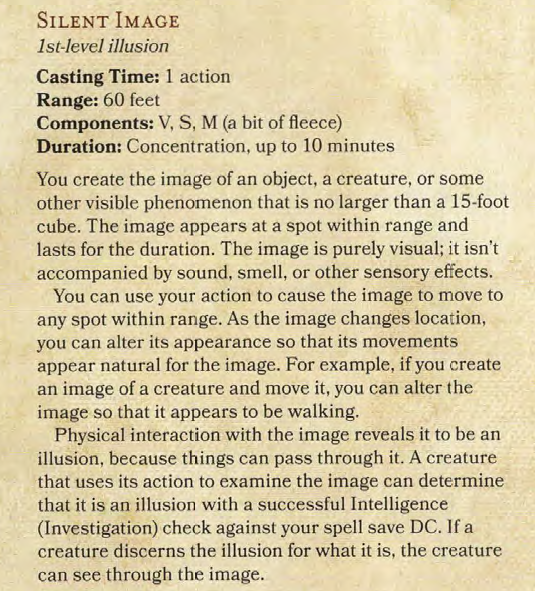 SILENT IMAGE
1st-level illusion
Casting Time: 1 action
Range: 60 feet
Components: V, S, M (a bit of fleece)
Duration: Concentration, up to 10 minutes
You create the image of an object, a creature, or some
other visible phenomenon that is no larger than a 15-foot
cube. The image appears at a spot within range and
lasts for the duration. The image is purely visual; it isn't
accompanied by sound, smell, or other sensory effects.
You can use your action to cause the image to move to
any spot within range. As the image changes location,
you can alter its appearance so that its movements
appear natural for the image. For example, if you create
an image of a creature and move it, you can alter the
image so that it appears to be walking.
Physical interaction with the image reveals it to be an
illusion, because things can pass through it. A creature
that uses its action to examine the image can determine
that it is an illusion with a successful Intelligence
(Investigation) check against your spell save DC. If a
creature discerns the illusion for what it is, the creature
can see through the image.